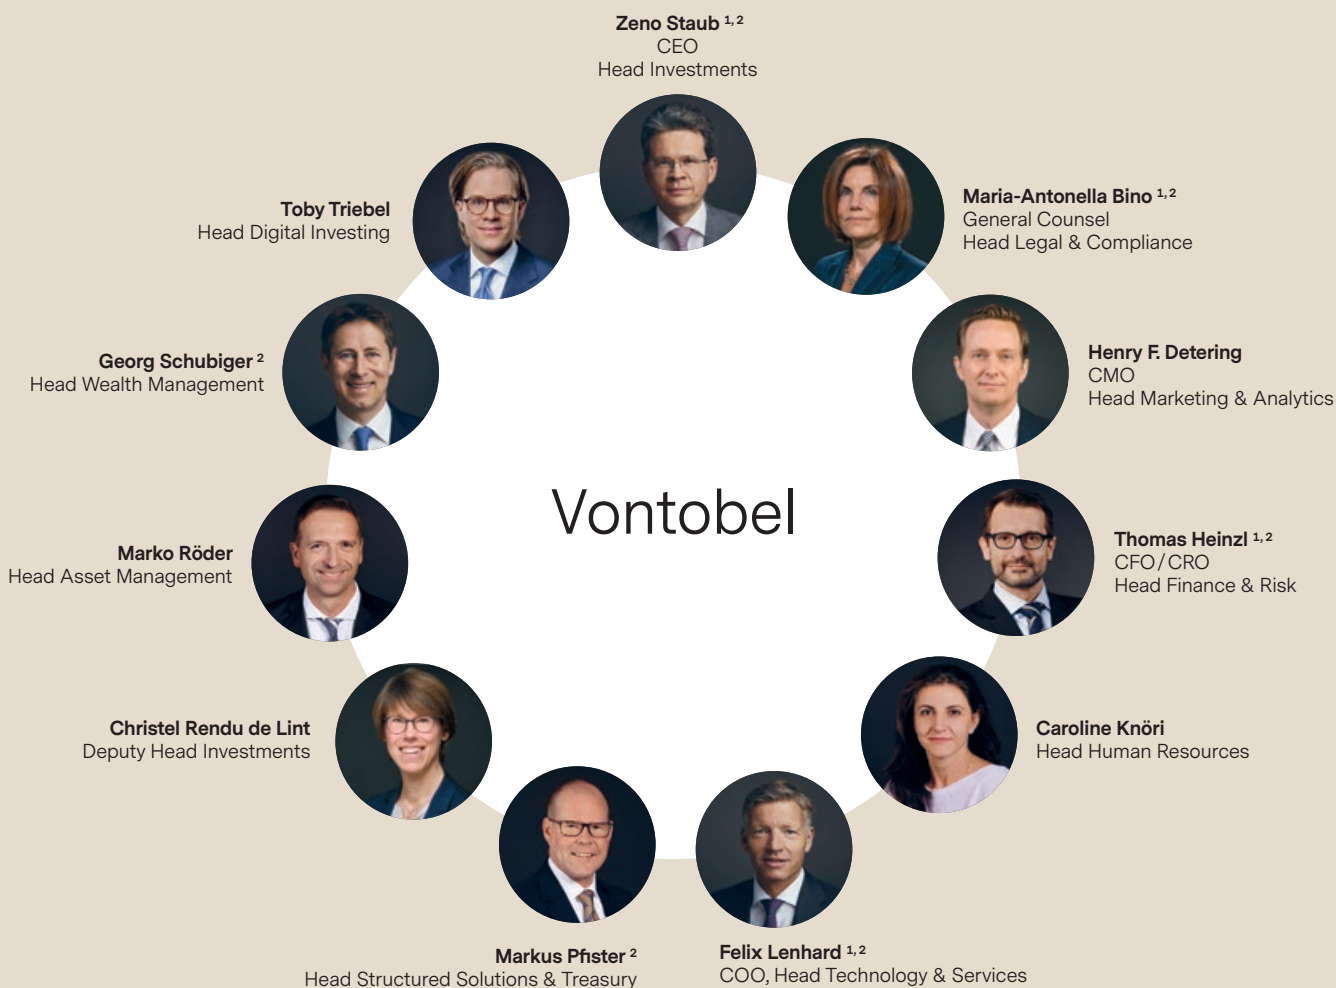 Zeno Staub 1, 2
CEO
Head Investments
Maria-Antonella Bino 1, 2
General Counsel
Head Legal & Compliance
Henry F. Detering
CMO
Head Marketing & Analytics
Thomas Heinzl 1, 2
CFO / CRO
Head Finance & Risk
Caroline Knöri
Head Human Resources
Felix Lenhard 1, 2
COO, Head Technology & Services
Markus Pfister 2
Head Structured Solutions & Treasury
Christel Rendu de Lint
Deputy Head Investments
Marko Röder
Head Asset Management
Georg Schubiger 2
Head Wealth Management
Toby Triebel
Head Digital Investing
Vontobel